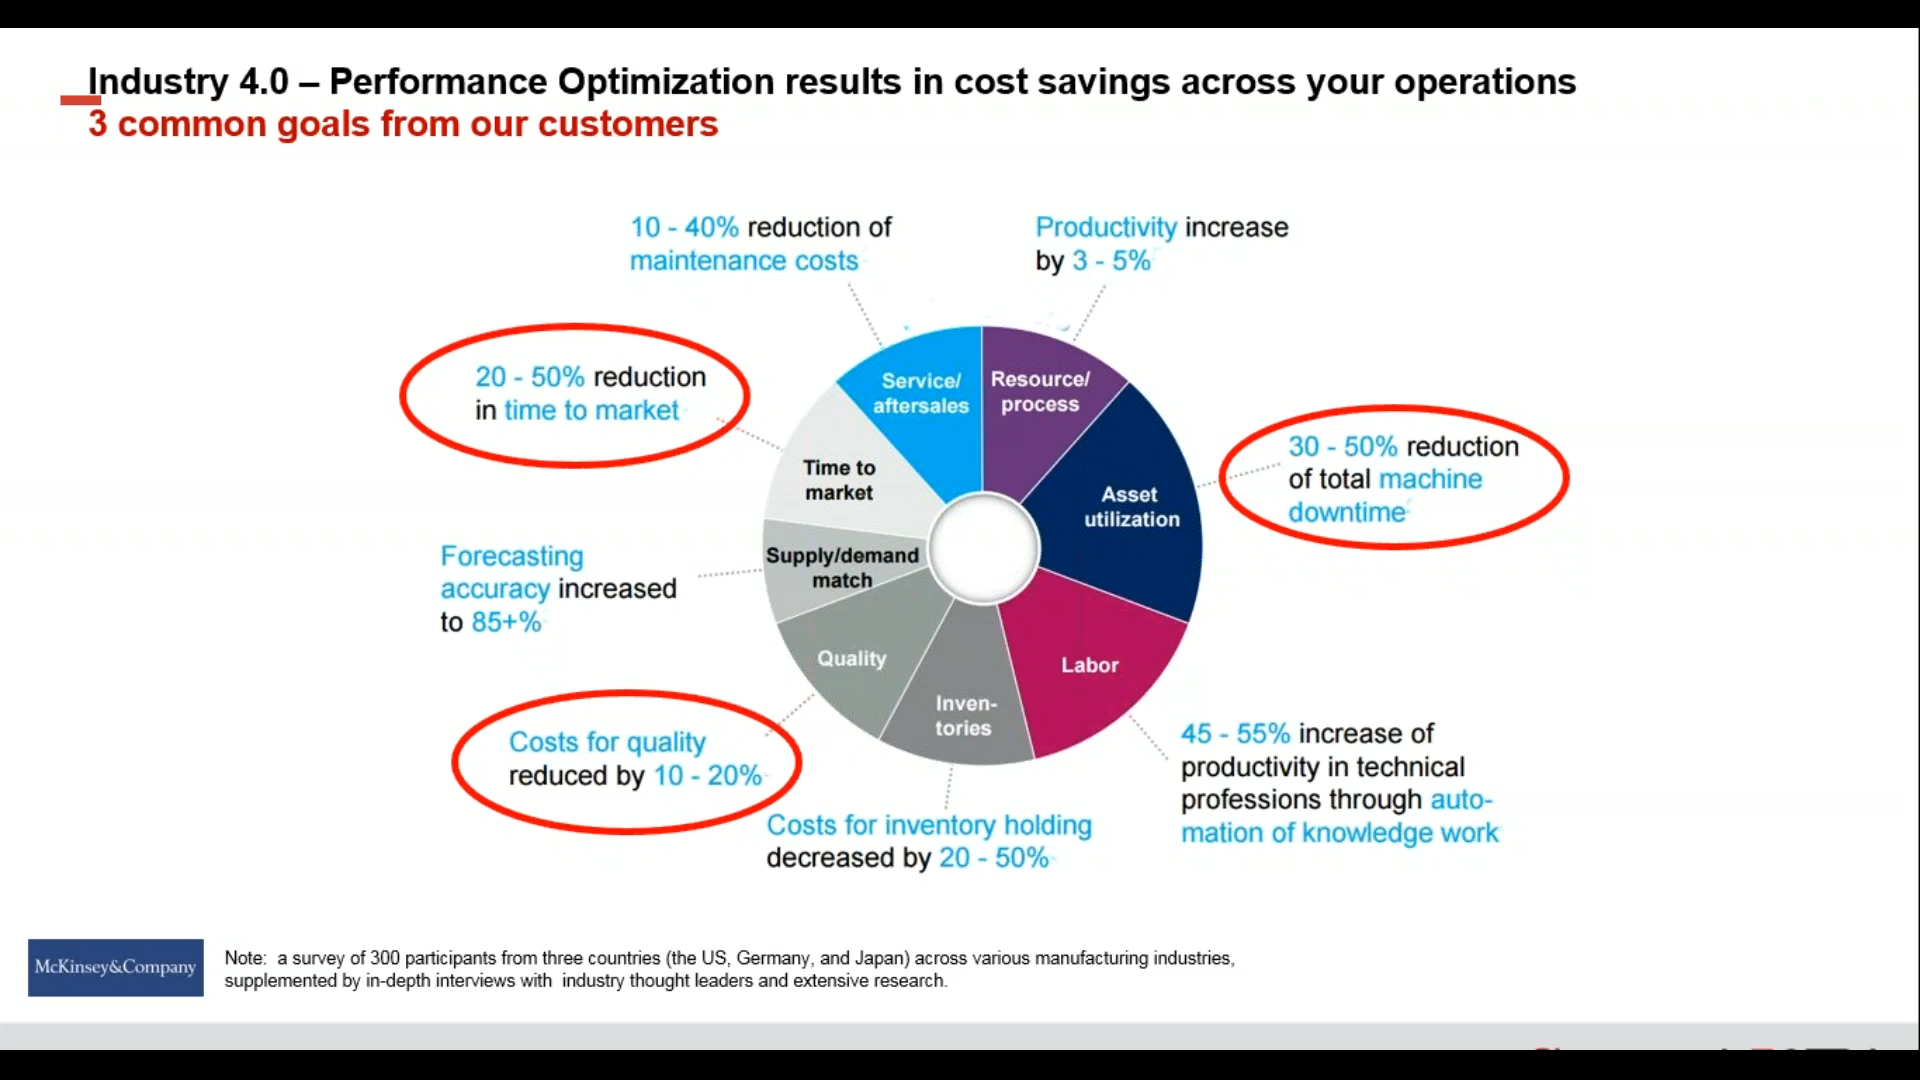 Industry 4.0 – Performance Optimization results in cost savings across your operations
3 common goals from our customers
10 - 40% reduction of
maintenance costs
Productivity increase
by 3 - 5%
20 - 50% reduction
in time to market
Service/
aftersales
Resource/
process
30 - 50% reduction
of total machine
downtime
Time to
market
Asset
utilization
Forecasting
accuracy increased
to 85+%
Supply/demand
match
Quality
Labor
Inven-
tories
Costs for quality
reduced by 10 - 20%
45 - 55% increase of
productivity in technical
professions through auto-
mation of knowledge work
Costs for inventory holding
decreased by 20 - 50%
McKinsey&Company
Note: a survey of 300 participants from three countries (the US, Germany, and Japan) across various manufacturing industries,
supplemented by in-depth interviews with industry thought leaders and extensive research.